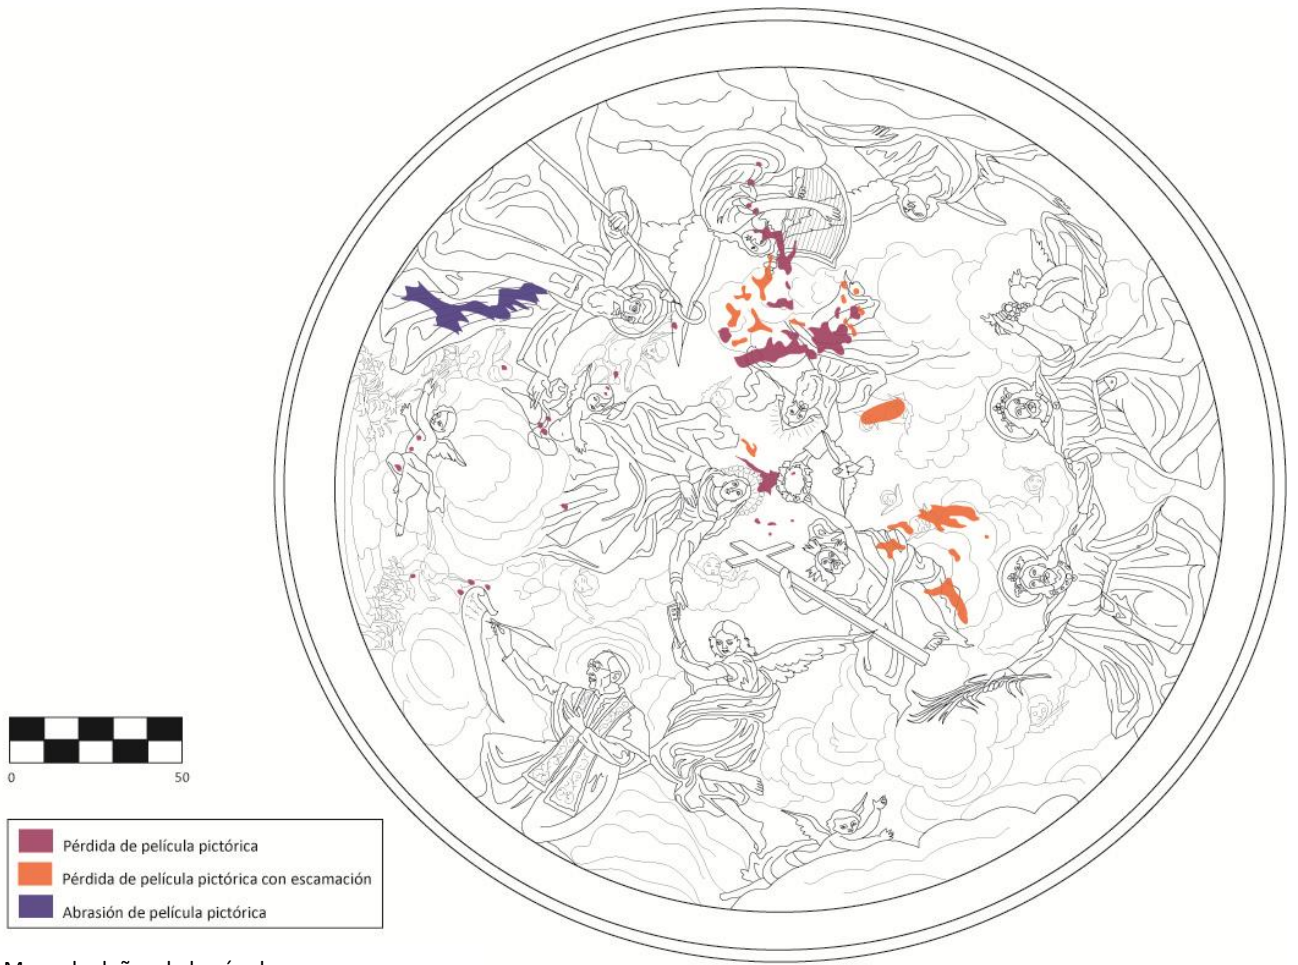 0 50
Pérdida de película pictórica
Pérdida de película pictórica con escamación
Abrasión de película pictórica